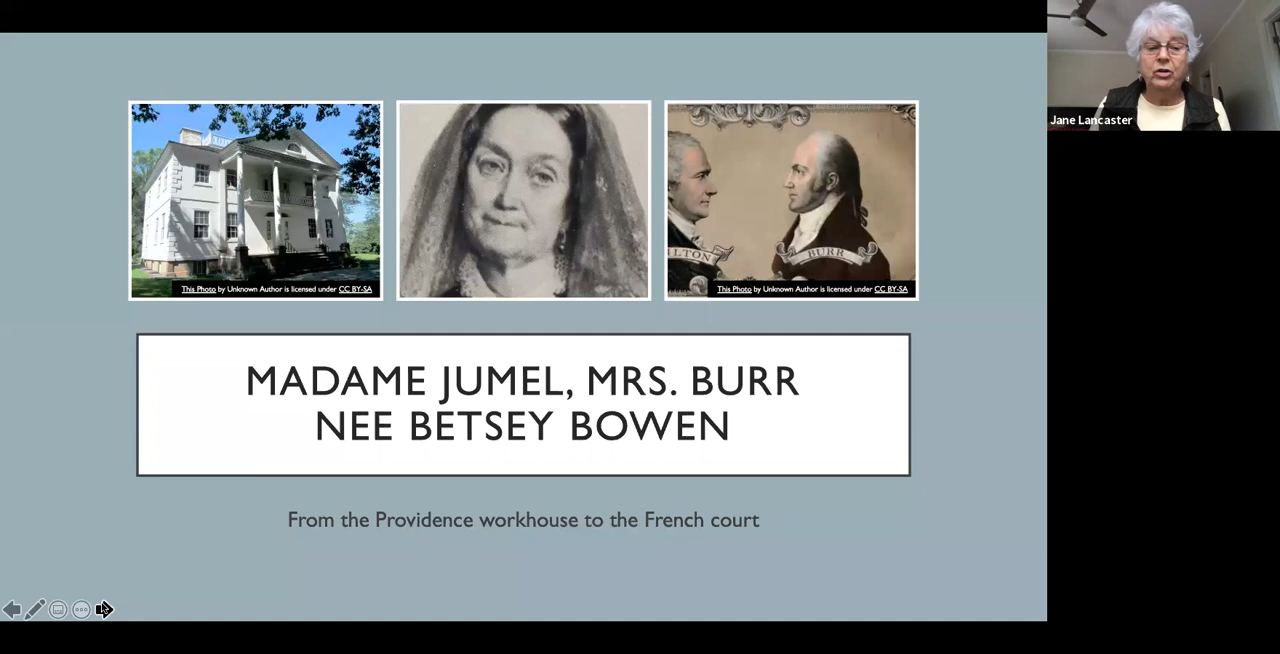 Jane Lancaster
LTON
BURR
This Photo by Unknown Author is licensed under CC BY-SA
This Photo by Unknown Author is licensed under CC BY-SA
MADAME JUMEL, MRS. BURR
NEE BETSEY BOWEN
From the Providence workhouse to the French court